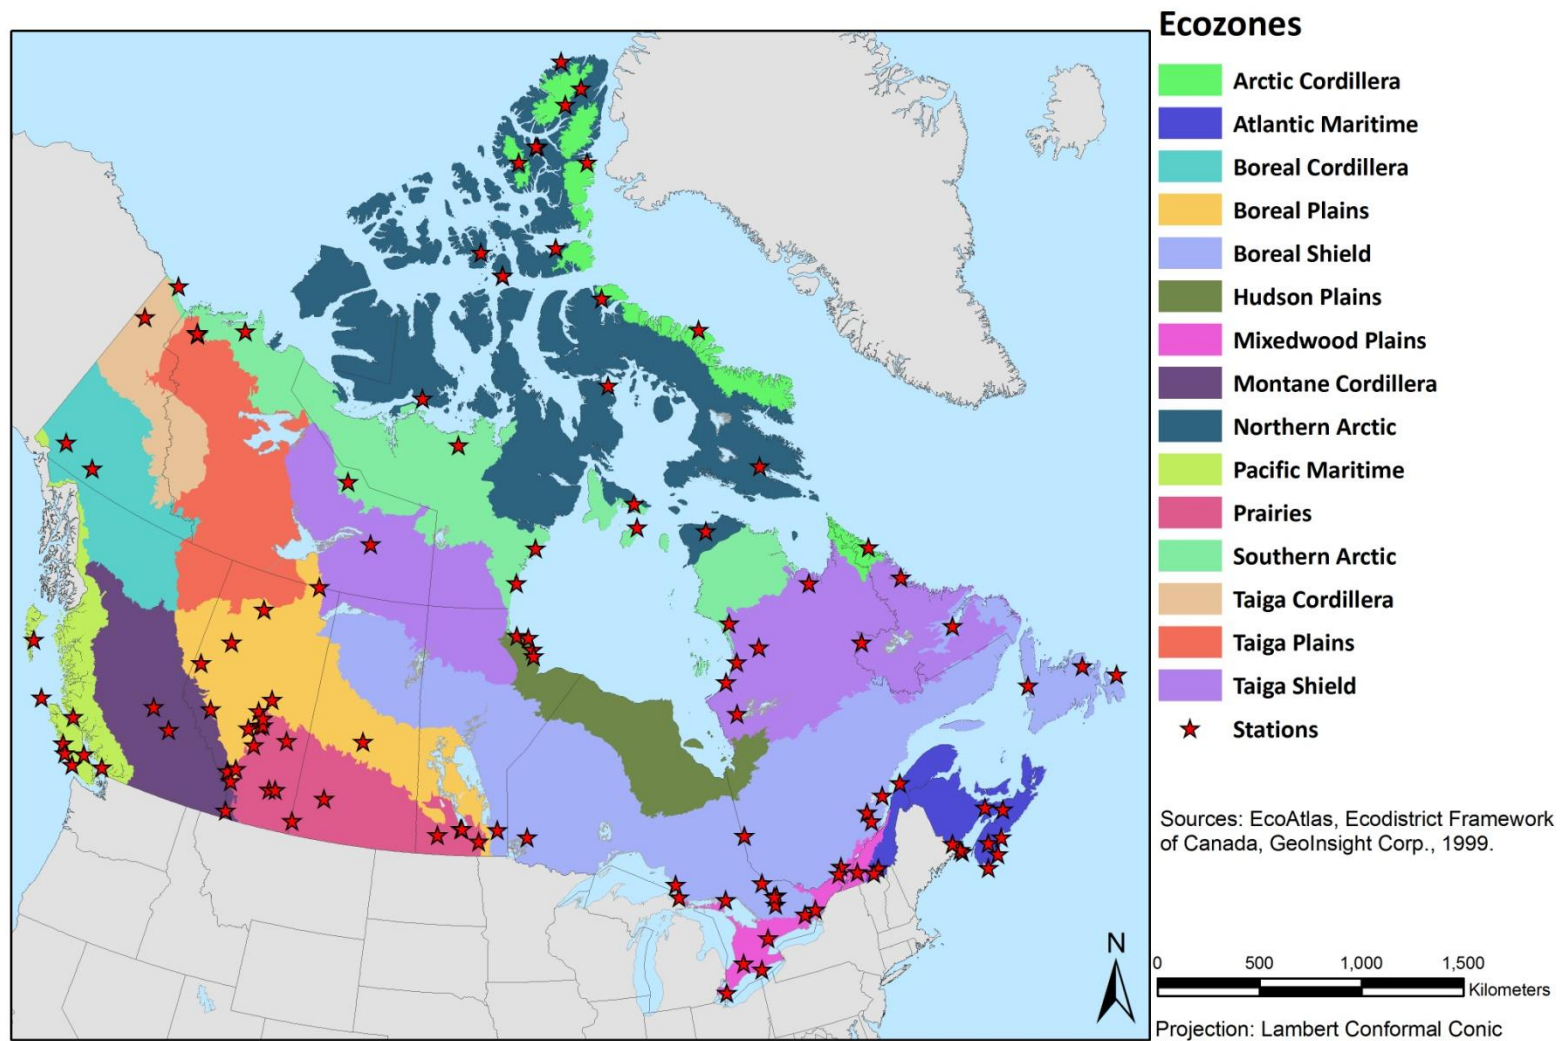 Ecozones
Arctic Cordillera
Atlantic Maritime
Boreal Cordillera
Boreal Plains
Boreal Shield
Hudson Plains
Mixedwood Plains
Montane Cordillera
Northern Arctic
Pacific Maritime
Prairies
Southern Arctic
Taiga Cordillera
Taiga Plains
Taiga Shield
Stations
Sources: EcoAtlas, Ecodistrict Framework
of Canada, GeoInsight Corp., 1999.
N
0 500 1,000 1,500
Kilometers
Projection: Lambert Conformal Conic